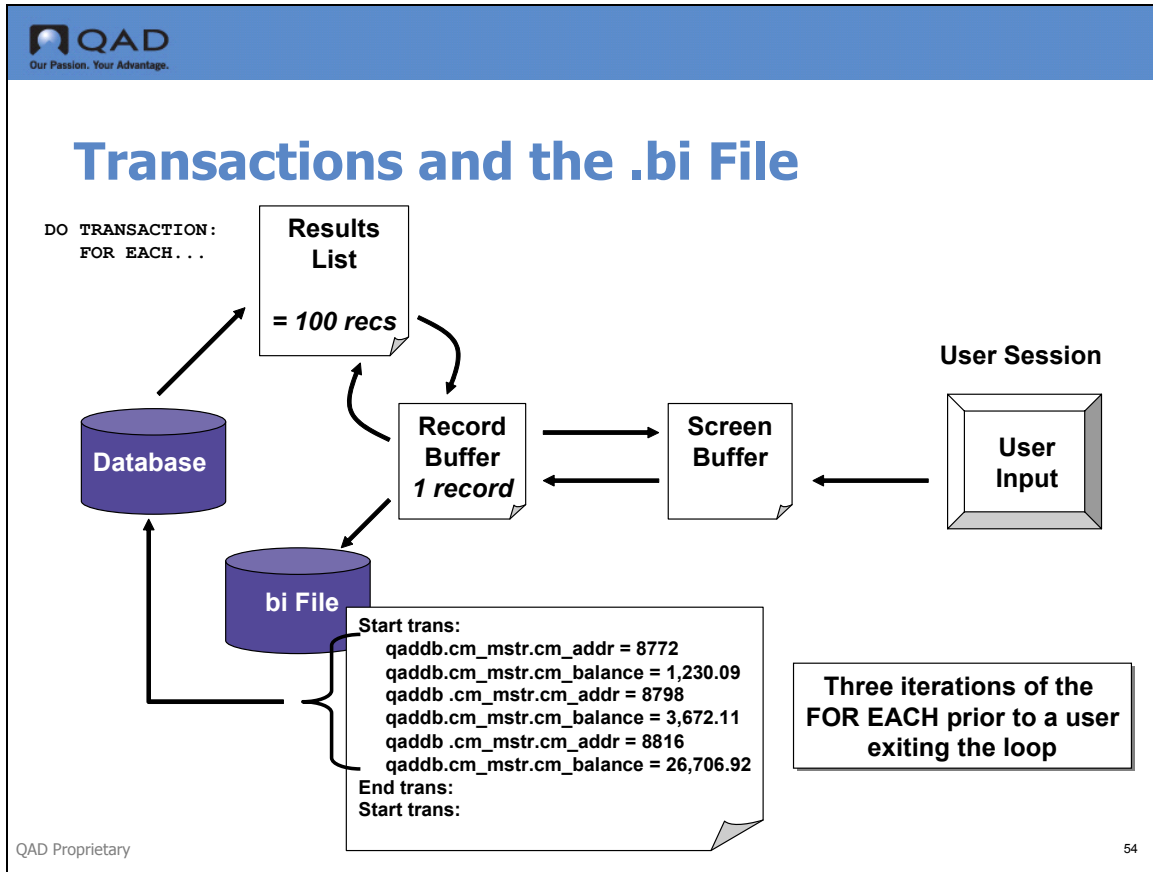 QAD
Our Passion. Your Advantage.
Transactions and the .bi File
DO TRANSACTION:
FOR EACH...
Results
List
= 100 recs
User Session
Database
Record
Buffer
1 record
Screen
Buffer
User
Input
bi File
Start trans:
qaddb.cm_mstr.cm_addr = 8772
qaddb.cm_mstr.cm_balance = 1,230.09
qaddb .cm_mstr.cm_addr = 8798
qaddb.cm_mstr.cm_balance = 3,672.11
qaddb .cm_mstr.cm_addr = 8816
qaddb.cm_mstr.cm_balance = 26,706.92
End trans:
Start trans:
Three iterations of the
FOR EACH prior to a user
exiting the loop
QAD Proprietary
54